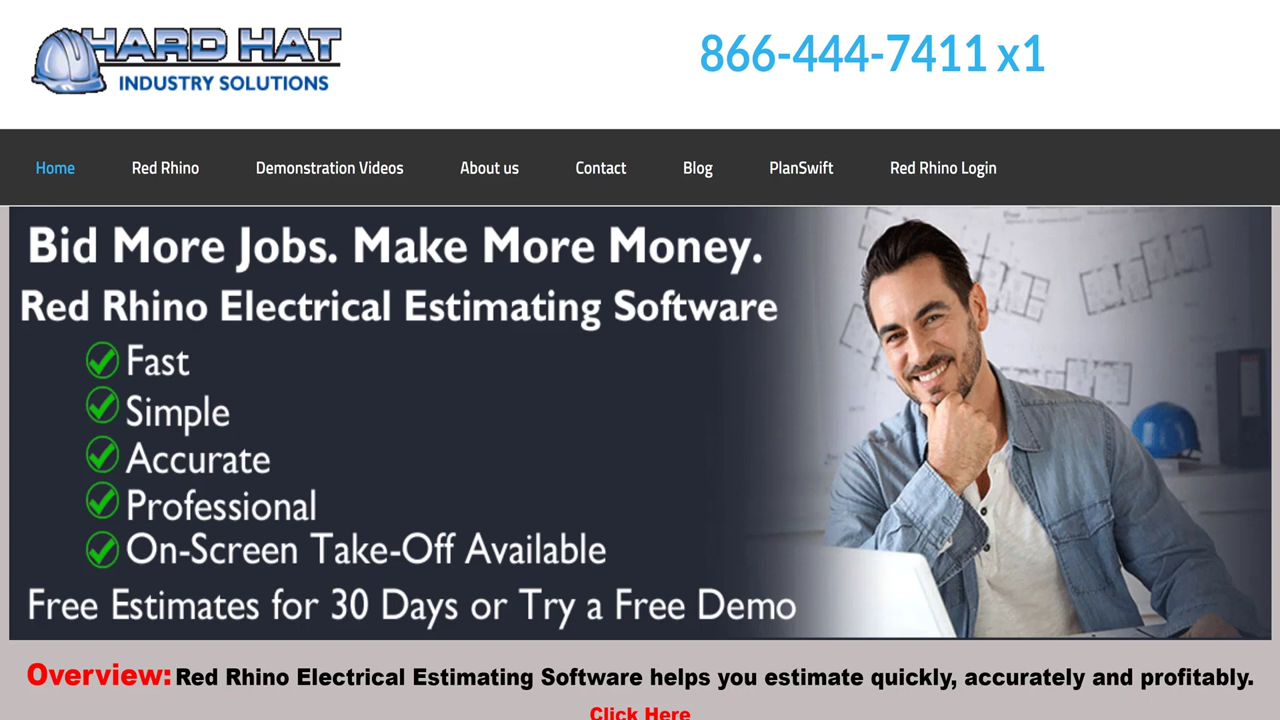 HARD HAT
INDUSTRY SOLUTIONS
866-444-7411 x1
Home Red Rhino Demonstration Videos About us Contact Blog PlanSwift Red Rhino Login
Bid More Jobs. Make More Money.
Red Rhino Electrical Estimating Software
Fast
Simple
Accurate
Professional
On-Screen Take-Off Available
Free Estimates for 30 Days or Try a Free Demo
Overview: Red Rhino Electrical Estimating Software helps you estimate quickly, accurately and profitably.
Click Here